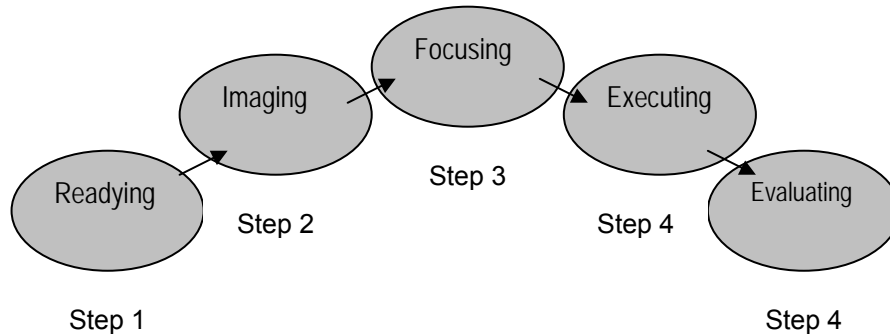 Readying
Step 1
Imaging
Step 2
Focusing
Step 3
Executing
Step 4
Evaluating
Step 4